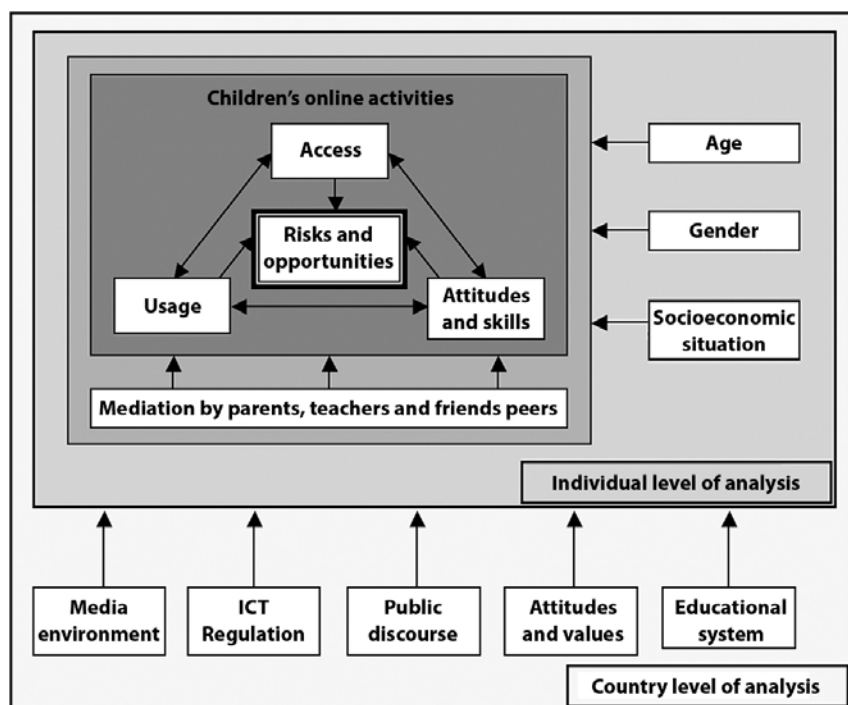 Children's online activities
Access
Risks and
opportunities
Usage
Attitudes
and skills
Mediation by parents, teachers and friends peers
Age
Gender
Socioeconomic
situation
Individual level of analysis
Media
environment
ICT
Regulation
Public
discourse
Attitudes
and values
Educational
system
Country level of analysis